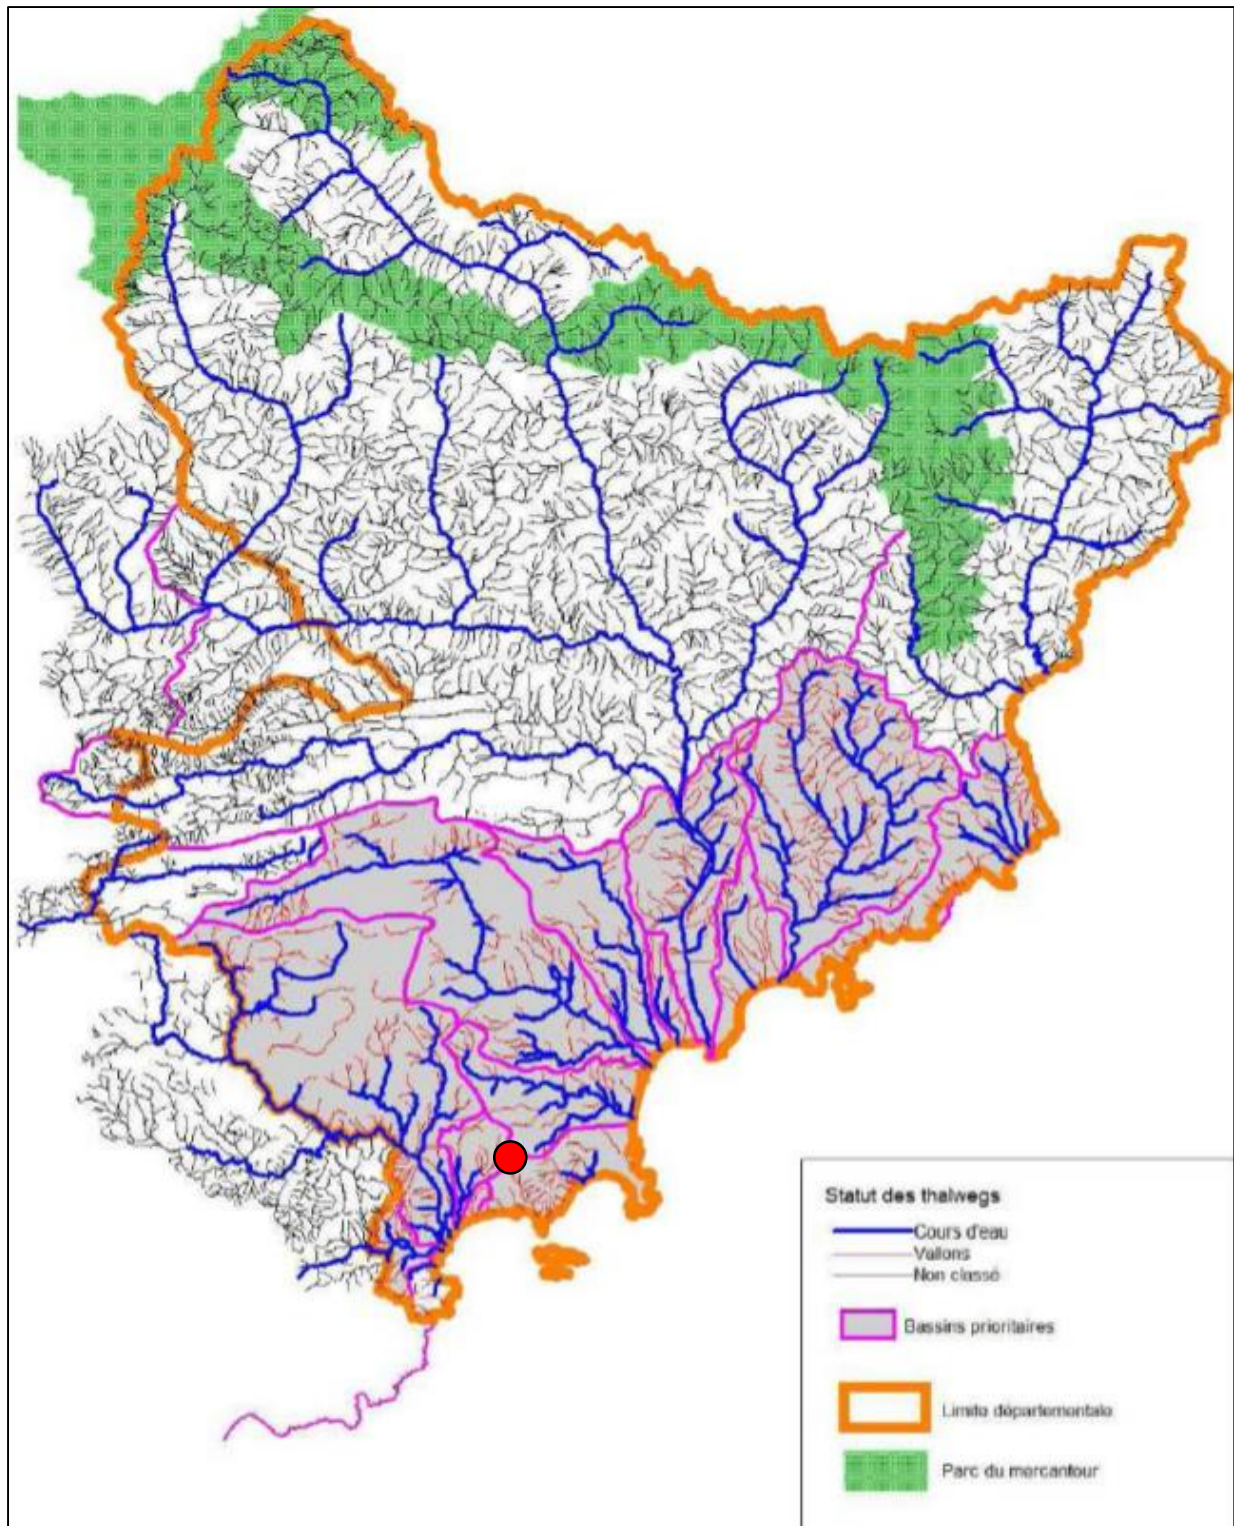 Statut des thalwegs
Cours d'eau
Vallons
Non classé
Bassins prioritaires
Limite départementale
Parc du mercantour